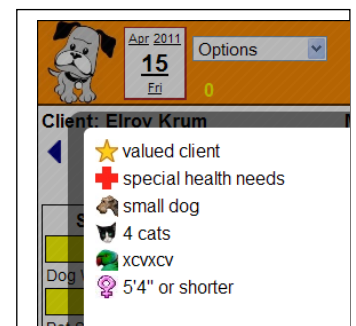 Apr 2011
15
Fri
Options
0
Client: Elroy Krum
valued client
special health needs
small dog
4 cats
xcvxcv
5'4" or shorter
Dog